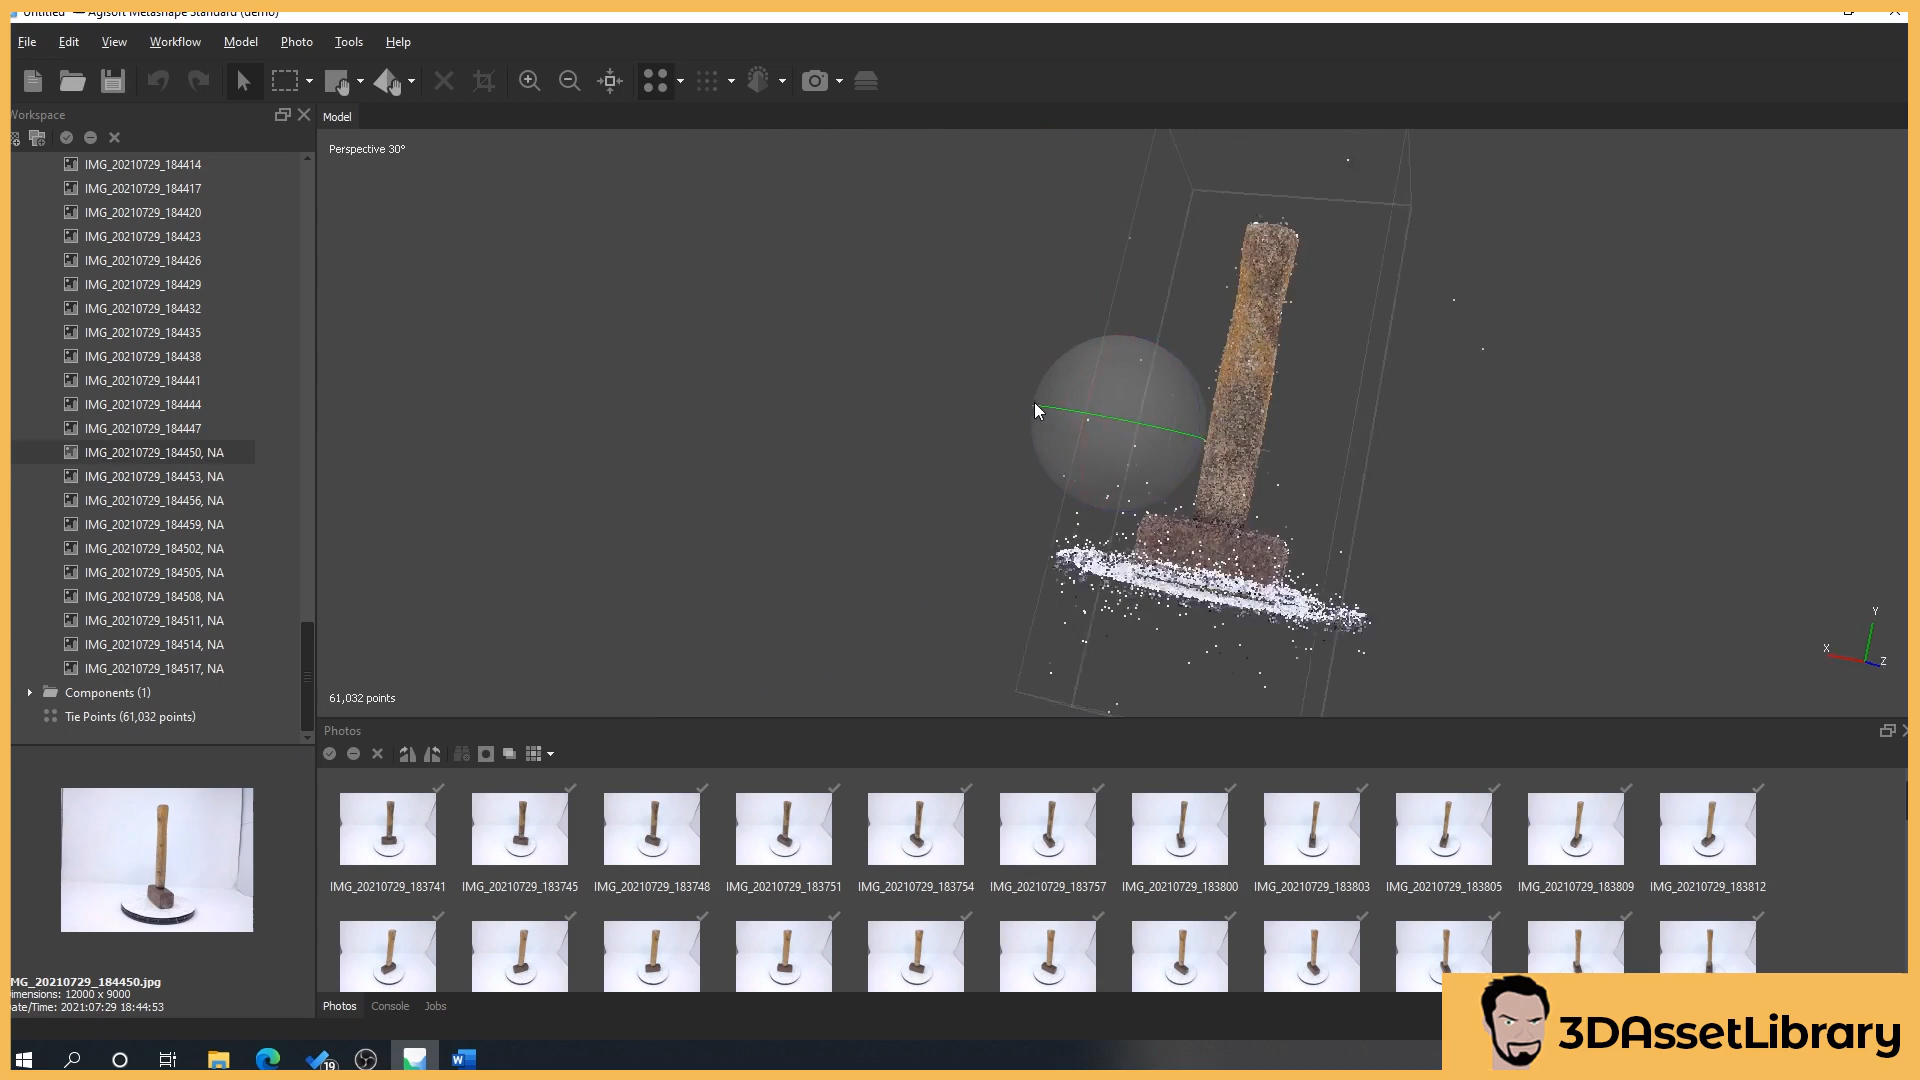 Untitled — Agisoft Metashape Standard (demo)
File Edit View Workflow Model Photo Tools Help
Workspace
Model
Perspective 30°
IMG_20210729_184414
IMG_20210729_184417
IMG_20210729_184420
IMG_20210729_184423
IMG_20210729_184426
IMG_20210729_184429
IMG_20210729_184432
IMG_20210729_184435
IMG_20210729_184438
IMG_20210729_184441
IMG_20210729_184444
IMG_20210729_184447
IMG_20210729_184450, NA
IMG_20210729_184453, NA
IMG_20210729_184456, NA
IMG_20210729_184459, NA
IMG_20210729_184502, NA
IMG_20210729_184505, NA
IMG_20210729_184508, NA
IMG_20210729_184511, NA
IMG_20210729_184514, NA
IMG_20210729_184517, NA
Components (1)
Tie Points (61,032 points)
Y
X
Z
61,032 points
Photos
IMG_20210729_183741 IMG_20210729_183745 IMG_20210729_183748 IMG_20210729_183751 IMG_20210729_183754 IMG_20210729_183757 IMG_20210729_183800 IMG_20210729_183803 IMG_20210729_183805 IMG_20210729_183809 IMG_20210729_183812
MG_20210729_184450.jpg
imensions: 12000 x 9000
ate/Time: 2021:07:29 18:44:53
Photos Console Jobs
19
W
3DAssetLibrary